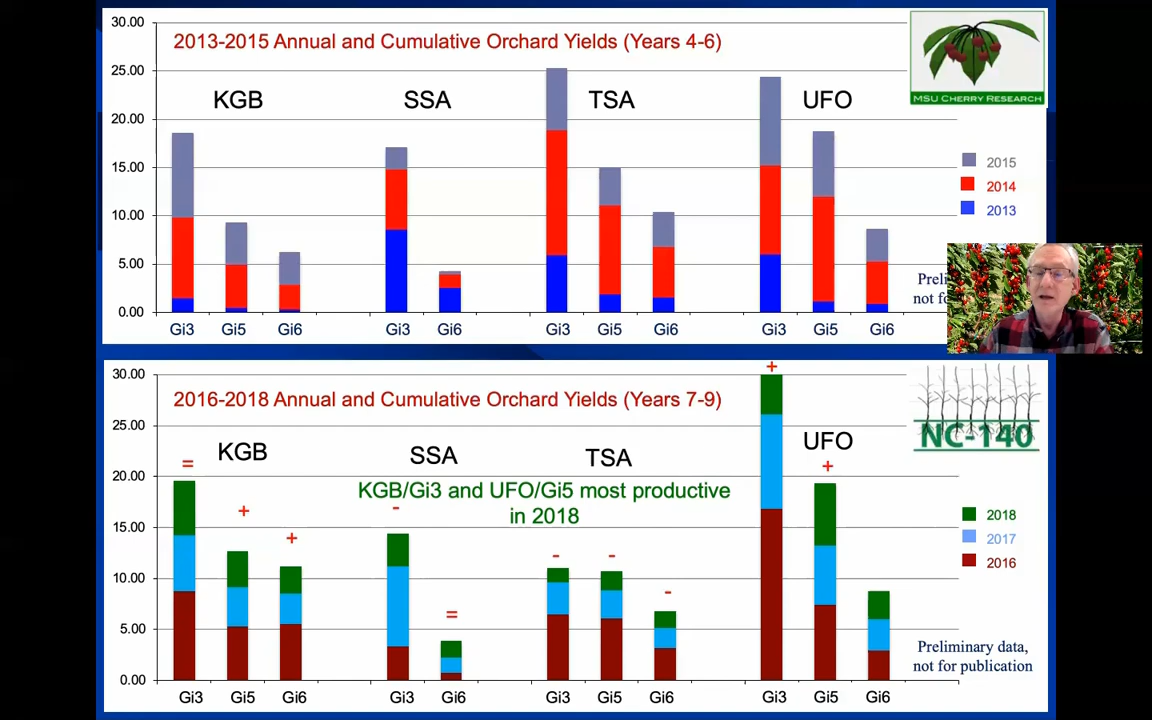 30.00
2013-2015 Annual and Cumulative Orchard Yields (Years 4-6)
25.00
KGB SSA TSA UFO
MSU CHERRY RESEARCH
20.00
15.00
2015
2014
10.00
2013
5.00
0.00
Gi3 Gi5 Gi6 Gi3 Gi6 Gi3 Gi5 Gi6 Gi3 Gi5 Gi6
30.00
+
2016-2018 Annual and Cumulative Orchard Yields (Years 7-9)
25.00
NC-140
KGB SSA TSA UFO
= +
20.00
KGB/Gi3 and UFO/Gi5 most productive
in 2018
+ -
2018
15.00
+ 2017
- - 2016
10.00
= -
5.00
Preliminary data,
not for publication
0.00
Gi3 Gi5 Gi6 Gi3 Gi6 Gi3 Gi5 Gi6 Gi3 Gi5 Gi6